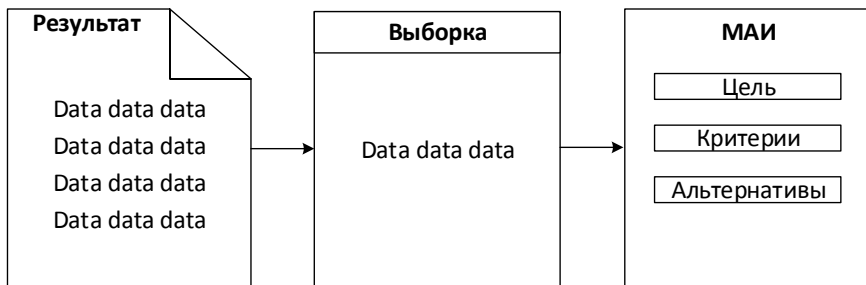 Результат
Data data data
Data data data
Data data data
Data data data
Выборка
Data data data
МАИ
Цель
Критерии
Альтернативы